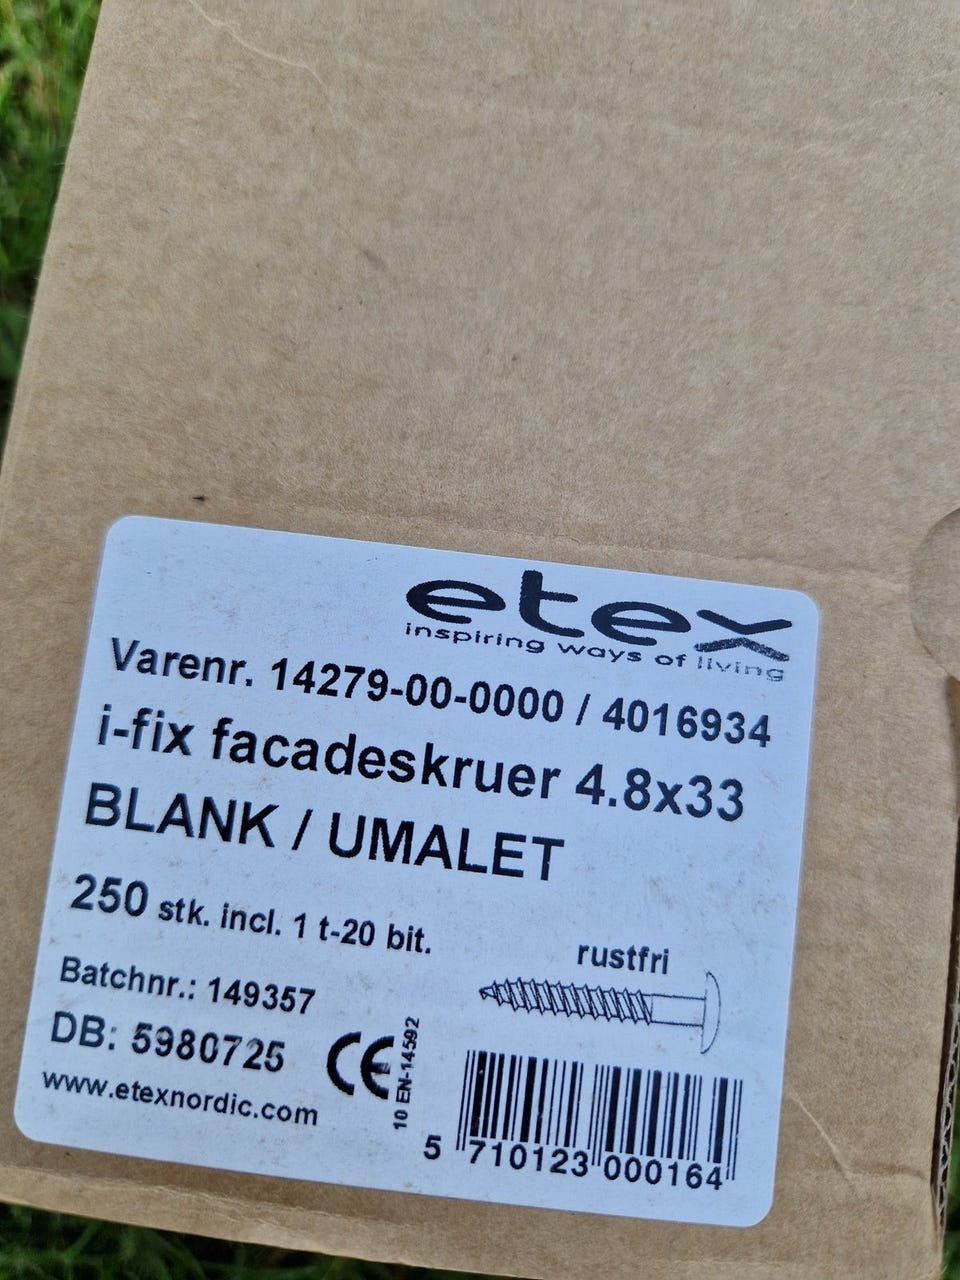 etex
inspiring ways of living
Varenr. 14279-00-0000 / 4016934
i-fix facadeskruer 4.8x33
BLANK / UMALET
250 stk. incl. 1 t-20 bit.
rustfri
Batchnr.: 149357
DB: 5980725
CE
10 EN-14592
www.etexnordic.com
5 710123 000164